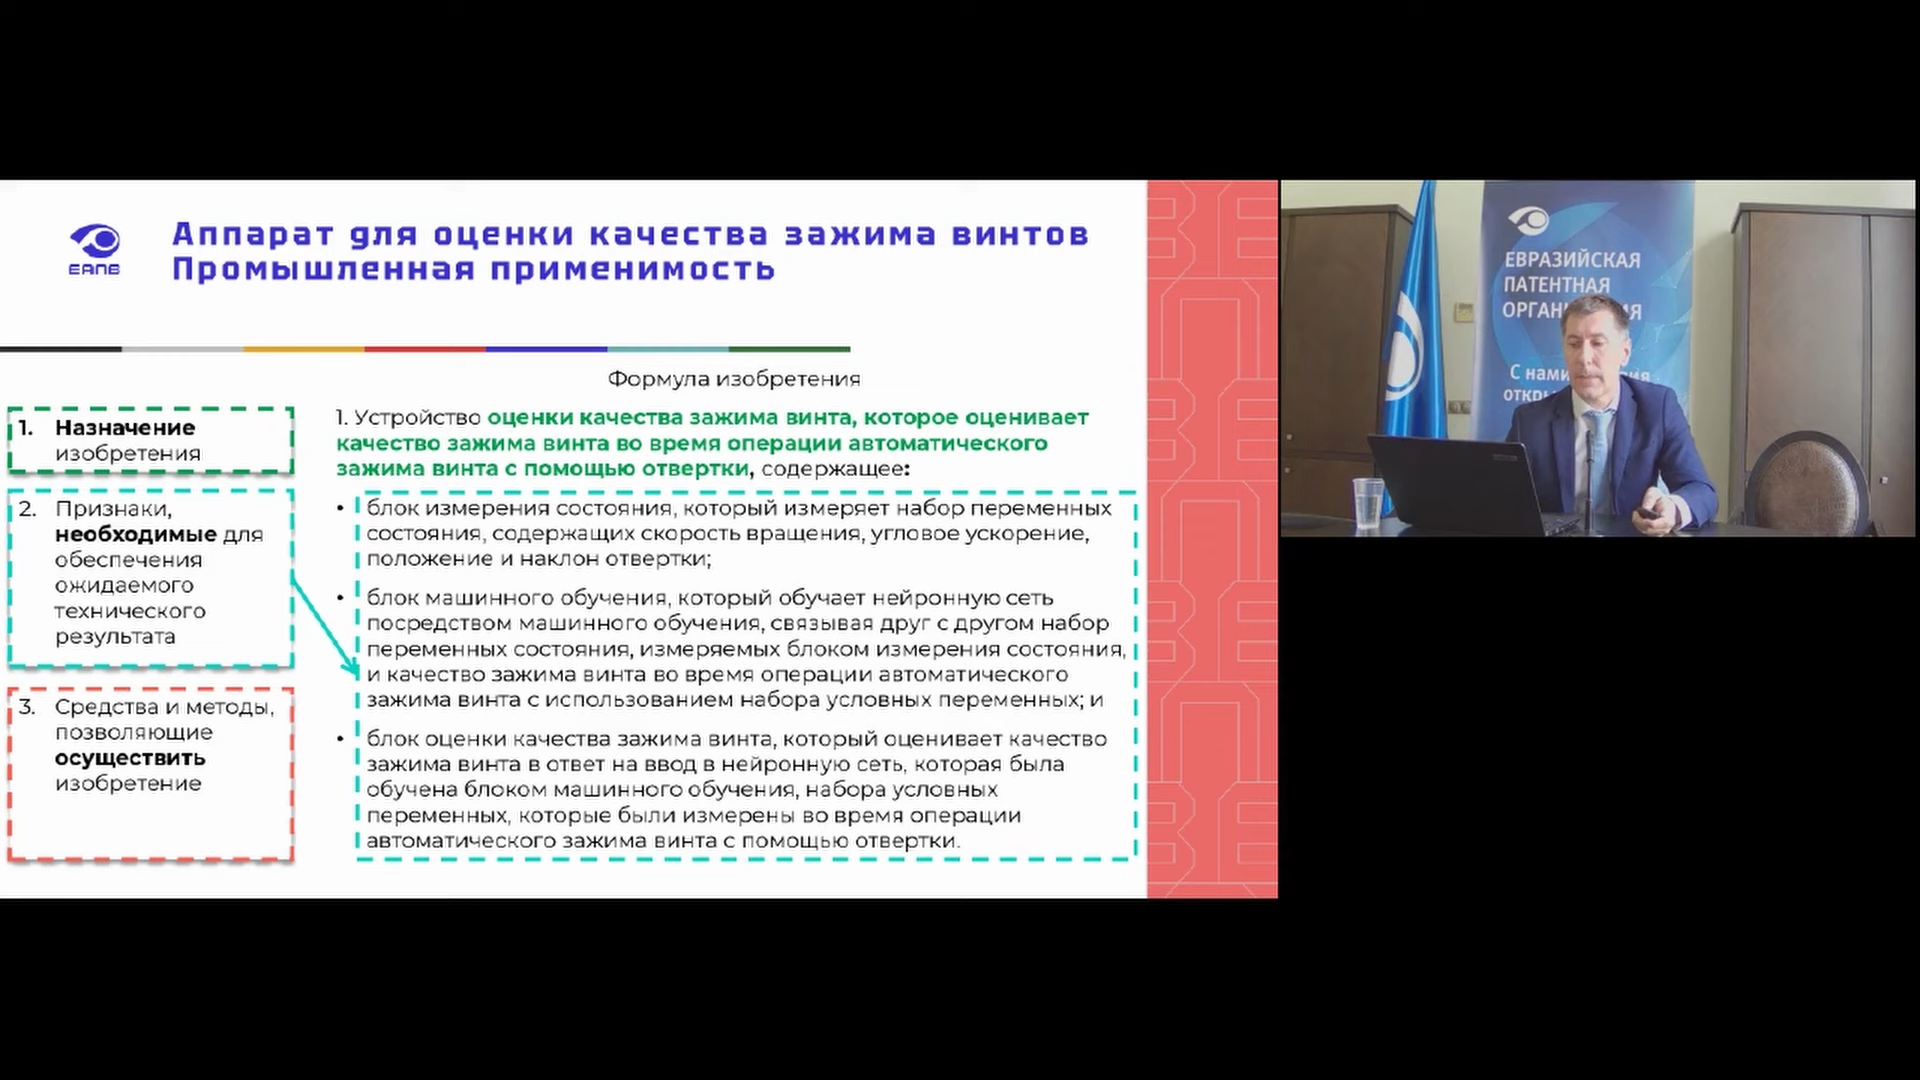 ЕАПВ
Аппарат для оценки качества зажима винтов
Промышленная применимость
Формула изобретения
1. Назначение
изобретения
2. Признаки,
необходимые для
обеспечения
ожидаемого
технического
результата
3. Средства и методы,
позволяющие
осуществить
изобретение
1. Устройство оценки качества зажима винта, которое оценивает
качество зажима винта во время операции автоматического
зажима винта с помощью отвертки, содержащее:
• блок измерения состояния, который измеряет набор переменных
состояния, содержащих скорость вращения, угловое ускорение,
положение и наклон отвертки;
• блок машинного обучения, который обучает нейронную сеть
посредством машинного обучения, связывая друг с другом набор
переменных состояния, измеряемых блоком измерения состояния,
и качество зажима винта во время операции автоматического
зажима винта с использованием набора условных переменных; и
• блок оценки качества зажима винта, который оценивает качество
зажима винта в ответ на ввод в нейронную сеть, которая была
обучена блоком машинного обучения, набора условных
переменных, которые были измерены во время операции
автоматического зажима винта с помощью отвертки.
ЕВРАЗИЙСКАЯ
ПАТЕНТНАЯ
С нами